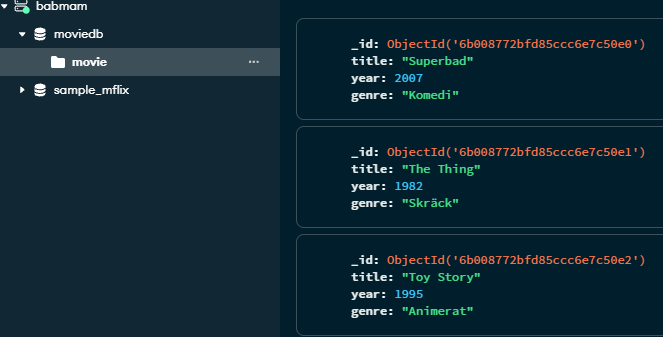 babmam
moviedb
movie
sample_mflix
_id: ObjectId('6b008772bfd85ccc6e7c50e0')
title: "Superbad"
year: 2007
genre: "Komedi"
_id: ObjectId('6b008772bfd85ccc6e7c50e1')
title: "The Thing"
year: 1982
genre: "Skräck"
_id: ObjectId('6b008772bfd85ccc6e7c50e2')
title: "Toy Story"
year: 1995
genre: "Animerat"